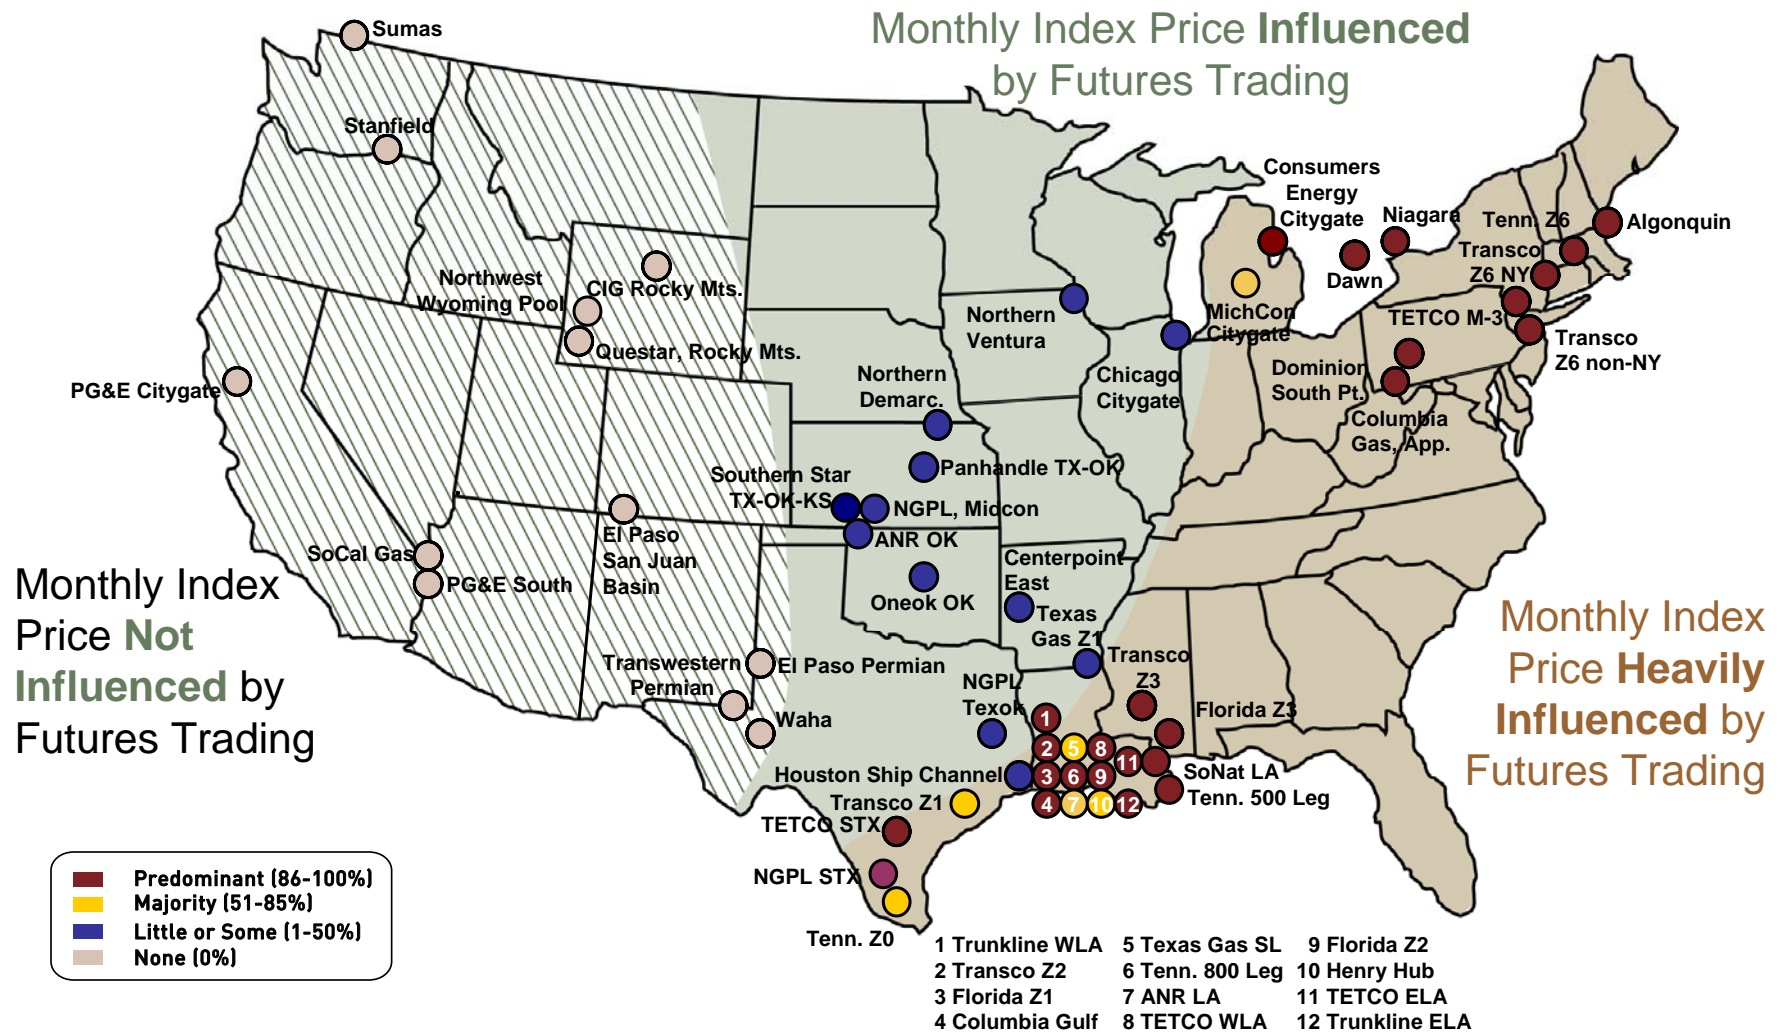 Monthly Index Price Influenced
by Futures Trading
Sumas
Stanfield
Consumers
Energy
Citygate
Niagara
Tenn. Z6
Algonquin
Transco
Z6 NY
Dawn
Northwest
Wyoming Pool
CIG Rocky Mts.
Questar, Rocky Mts.
Northern
Ventura
MichCon
Citygate
TETCO M-3
Transco
Z6 non-NY
PG&E Citygate
Northern
Demarc.
Chicago
Citygate
Dominion
South Pt.
Columbia
Gas, App.
Southern Star
TX-OK-KS
Panhandle TX-OK
NGPL, Midcon
ANR OK
El Paso
San Juan
Basin
SoCal Gas
PG&E South
Oneok OK
Centerpoint
East
Texas
Gas Z1
Monthly Index
Price Not
Influenced by
Futures Trading
Monthly Index
Price Heavily
Influenced by
Futures Trading
Transwestern
Permian
El Paso Permian
Waha
NGPL
Texok
Transco
Z3
Florida Z3
1
2 5 8
11
3 6 9
4 7 10 12
Houston Ship Channel
SoNat LA
Tenn. 500 Leg
Transco Z1
TETCO STX
NGPL STX
Tenn. Z0
Predominant (86-100%)
Majority (51-85%)
Little or Some (1-50%)
None (0%)
1 Trunkline WLA 5 Texas Gas SL 9 Florida Z2
2 Transco Z2 6 Tenn. 800 Leg 10 Henry Hub
3 Florida Z1 7 ANR LA 11 TETCO ELA
4 Columbia Gulf 8 TETCO WLA 12 Trunkline ELA